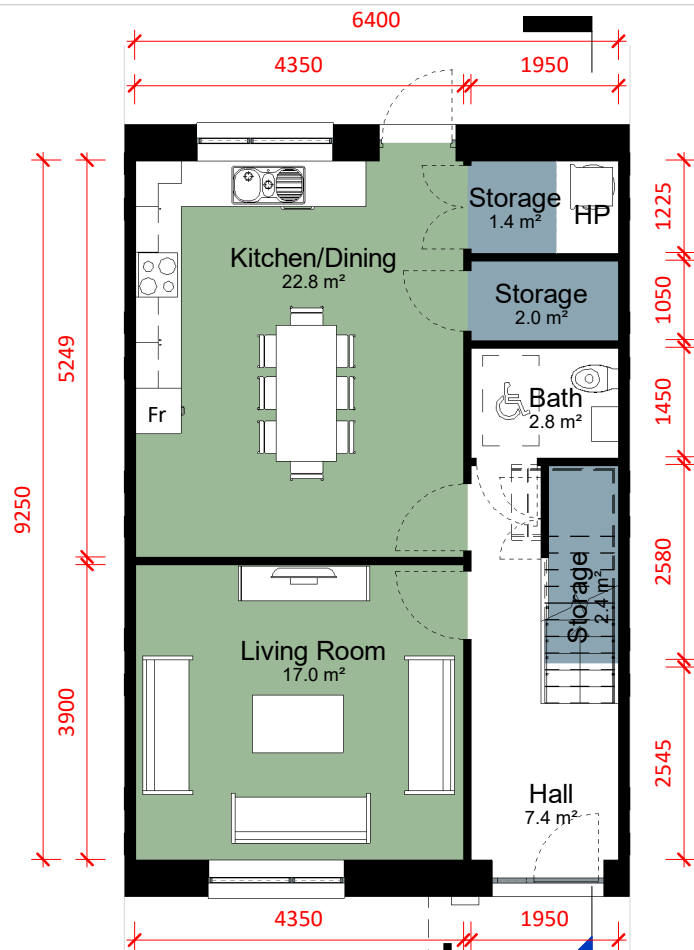 6400
4350
1950
Storage
1.4 m²
HP
1225
Kitchen/Dining
22.8 m²
Storage
2.0 m²
1050
5249
Bath
2.8 m²
1450
Fr
9250
2580
Storage
2.4 m²
Living Room
17.0 m²
3900
2545
Hall
7.4 m²
4350
1950